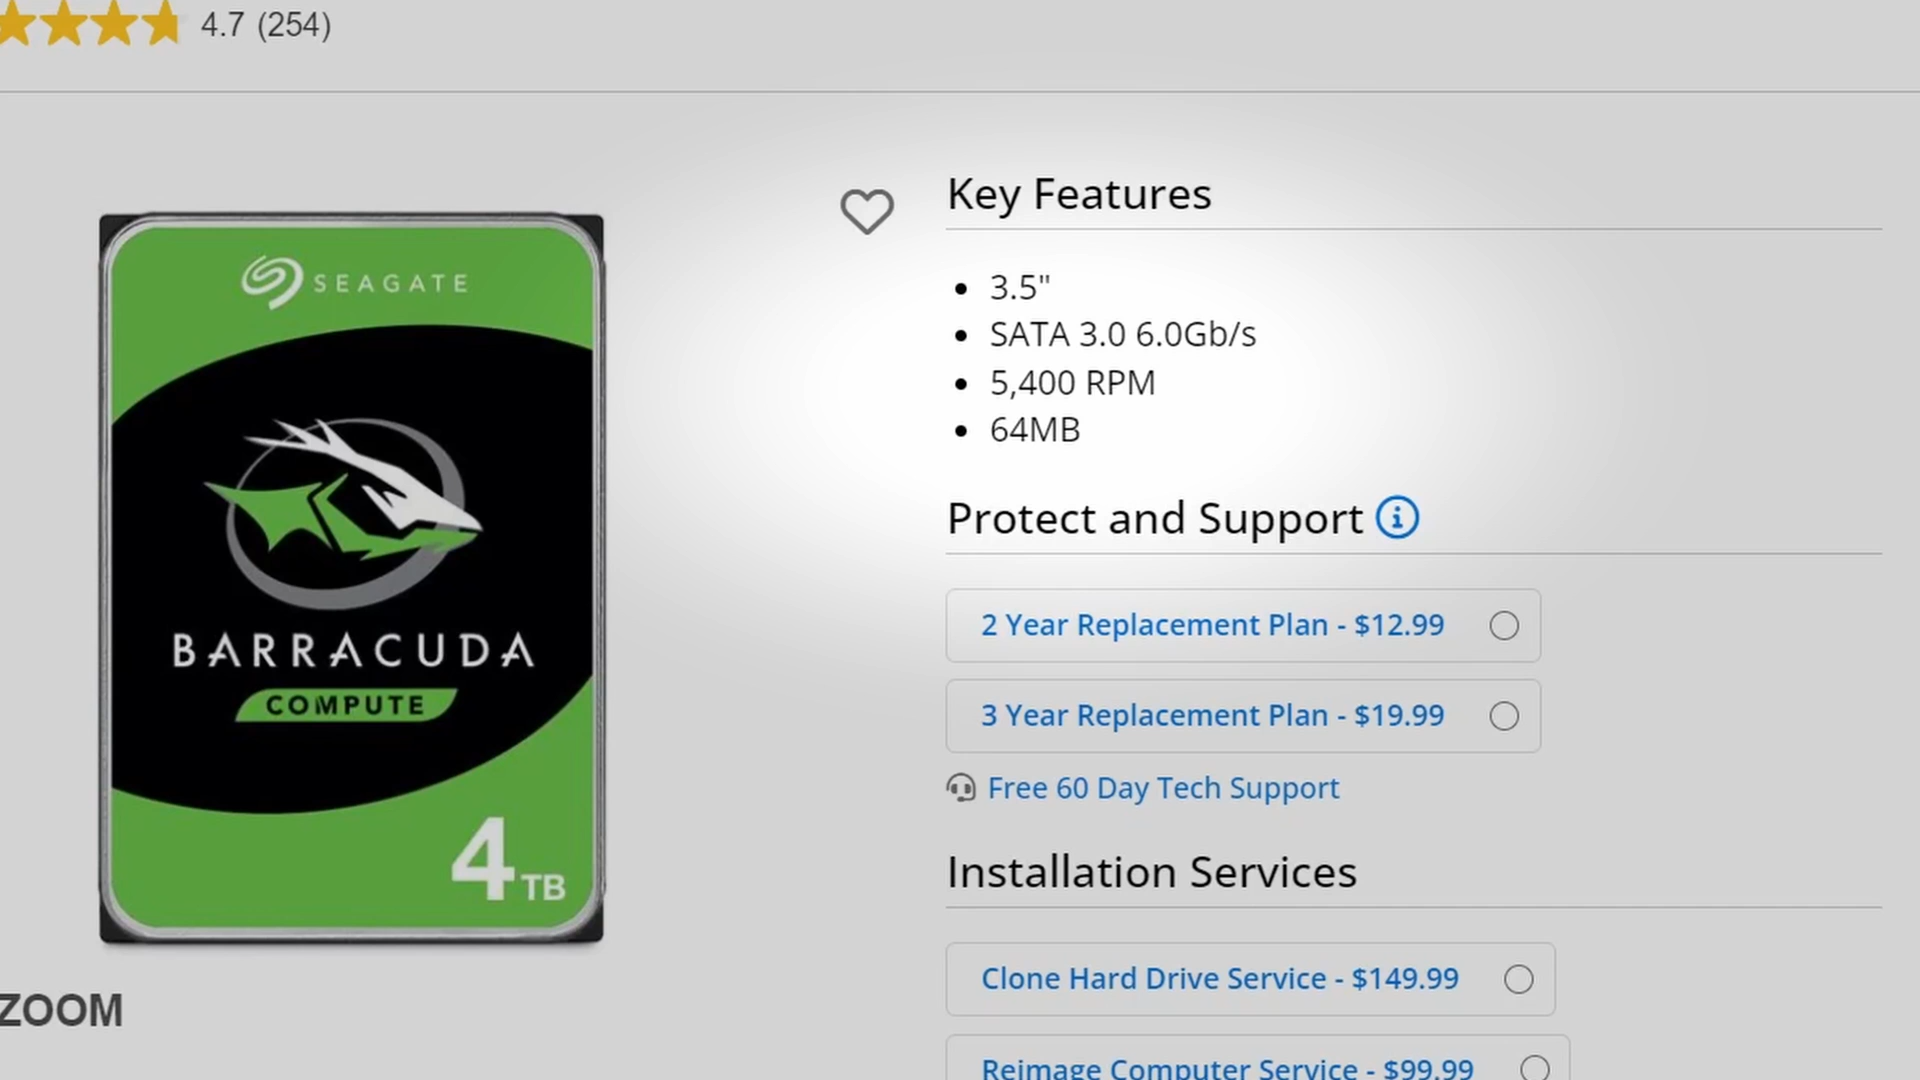 4.7 (254)
SEAGATE
BARRACUDA
COMPUTE
4TB
ZOOM
Key Features
3.5"
SATA 3.0 6.0Gb/s
5,400 RPM
64MB
Protect and Support
2 Year Replacement Plan - $12.99
3 Year Replacement Plan - $19.99
Free 60 Day Tech Support
Installation Services
Clone Hard Drive Service - $149.99
Reimage Computer Service - $99.99